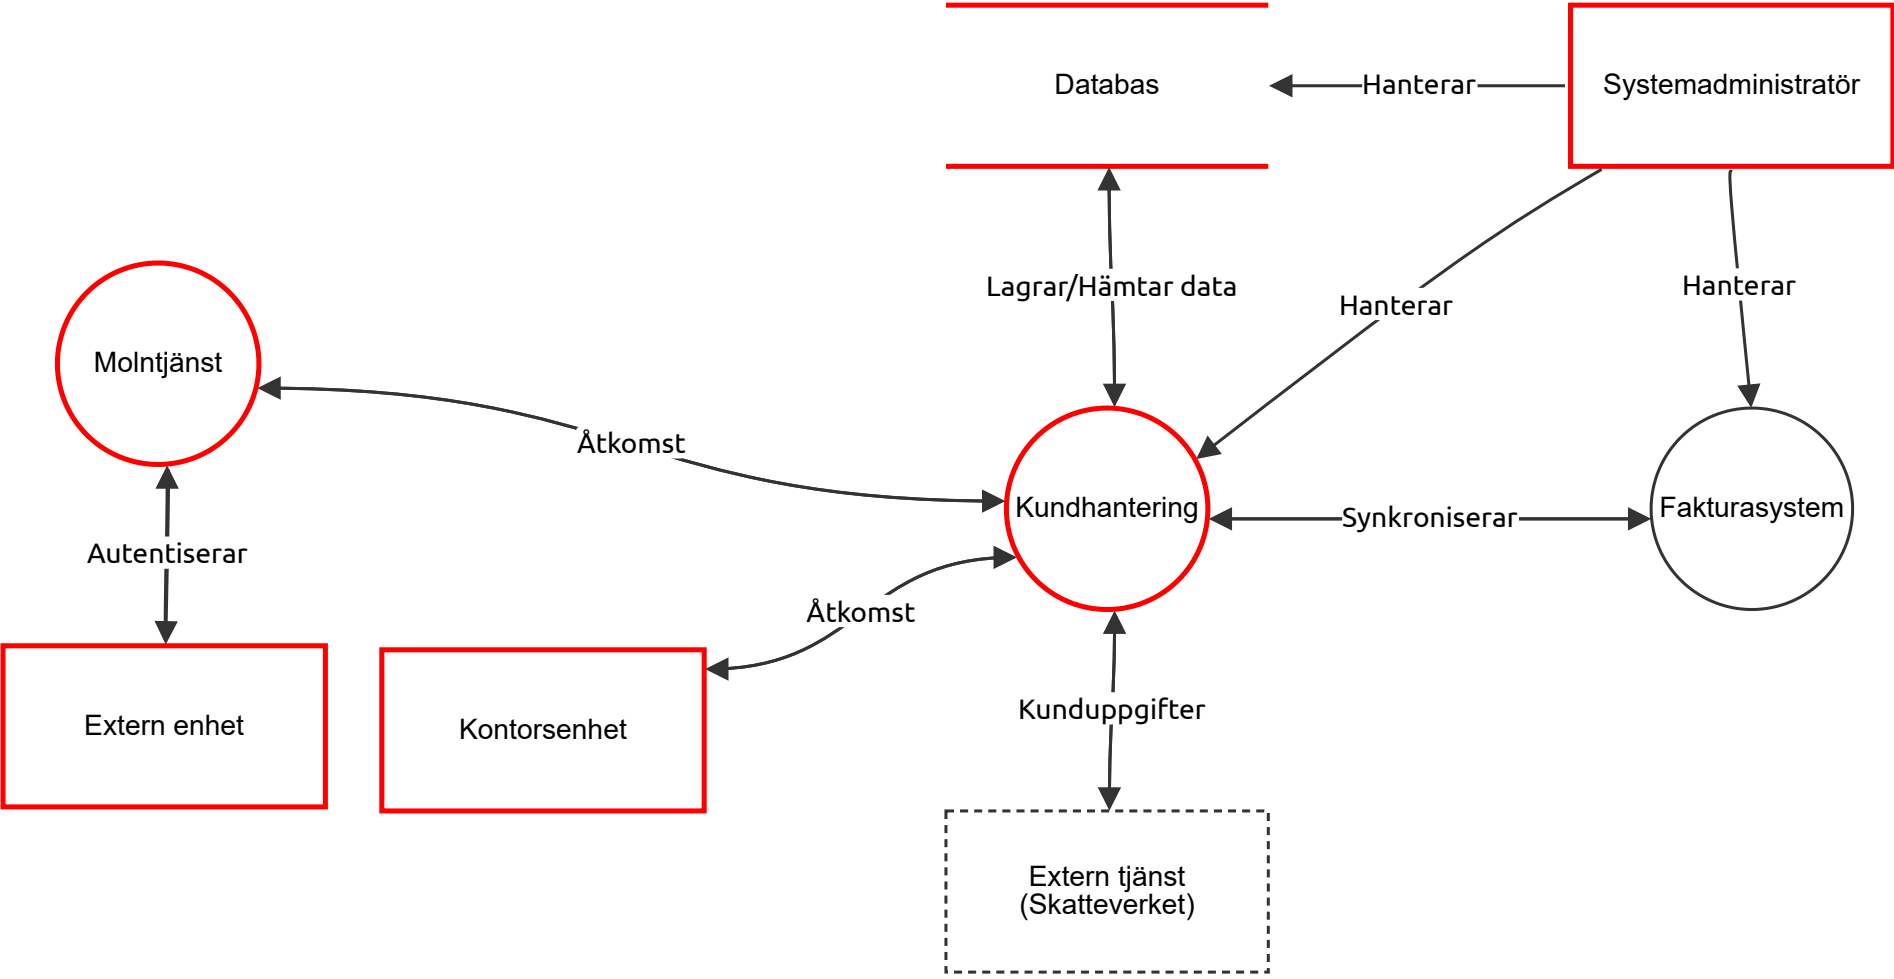 Databas
Hanterar
Systemadministratör
Lagrar/Hämtar data
Hanterar
Hanterar
Molntjänst
Åtkomst
Kundhantering
Synkroniserar
Fakturasystem
Autentiserar
Åtkomst
Extern enhet
Kontorsenhet
Kunduppgifter
Extern tjänst
(Skatteverket)